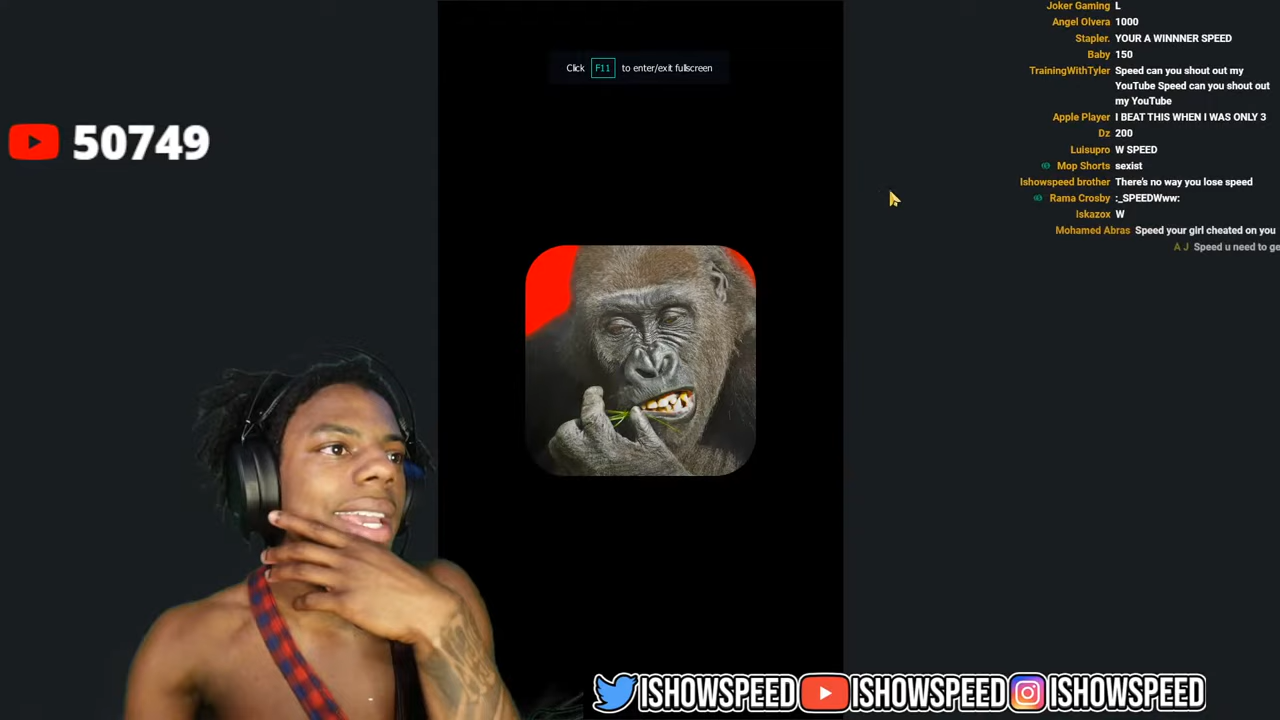 Click F11 to enter/exit fullscreen
50749
Joker Gaming L
Angel Olvera 1000
Stapler. YOUR A WINNNER SPEED
Baby 150
TrainingWithTyler Speed can you shout out my
YouTube Speed can you shout out
my YouTube
Apple Player I BEAT THIS WHEN I WAS ONLY 3
Dz 200
Luisupro W SPEED
Mop Shorts sexist
Ishowspeed brother There's no way you lose speed
Rama Crosby :_SPEEDWww:
Iskazox W
Mohamed Abras Speed your girl cheated on you
A J Speed u need to ge
ISHOWSPEED ISHOWSPEED ISHOWSPEED